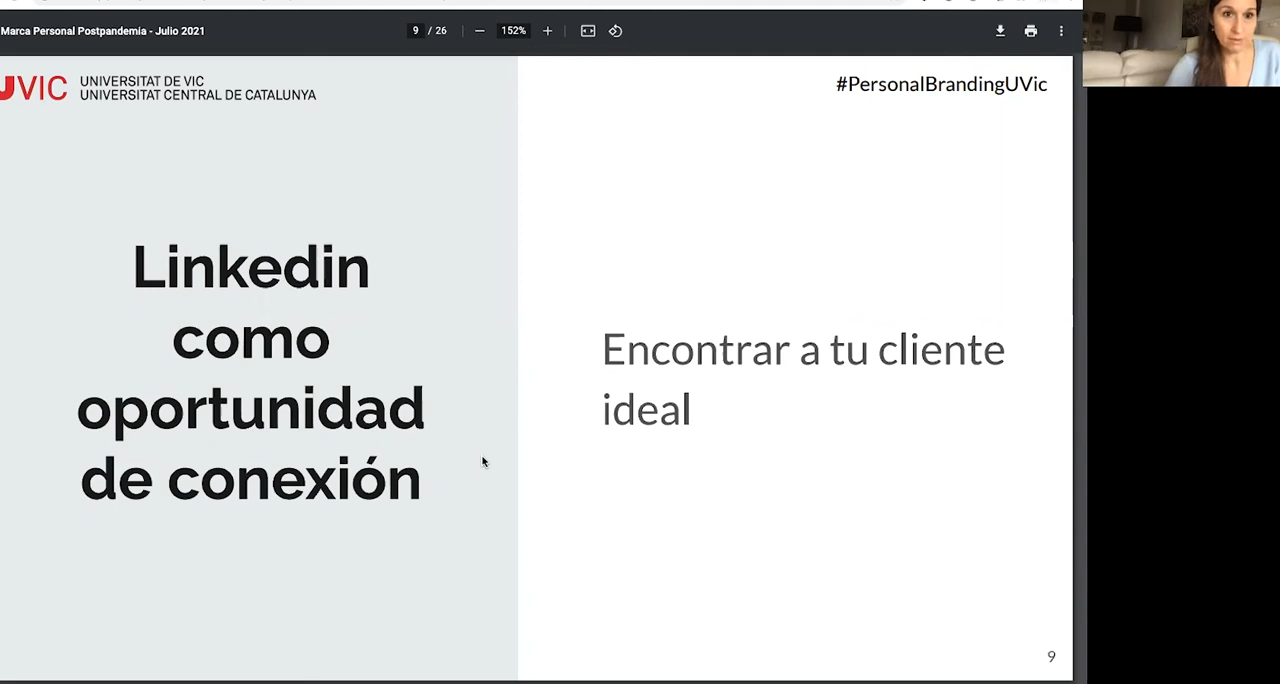 Marca Personal Postpandemia - Julio 2021
9 / 26
152%
UVIC
UNIVERSITAT DE VIC
UNIVERSITAT CENTRAL DE CATALUNYA
#PersonalBrandingUVic
Linkedin
como
oportunidad
de conexión
Encontrar a tu cliente
ideal
9